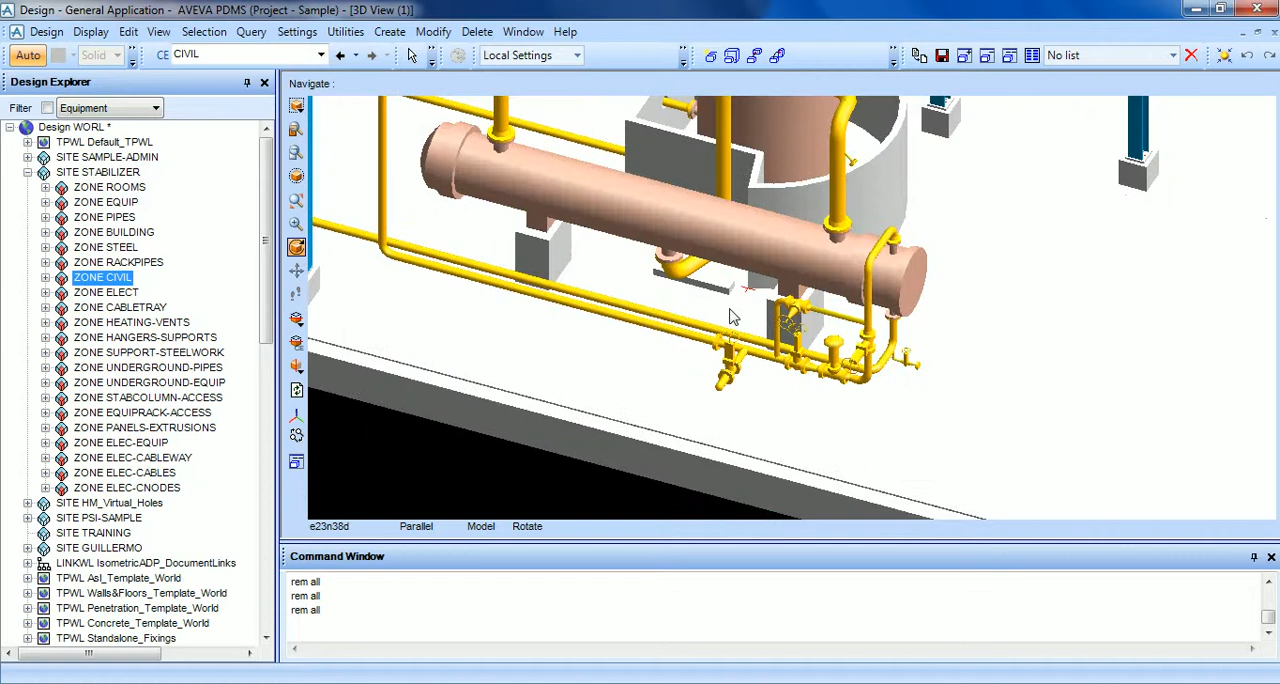 Design - General Application - AVEVA PDMS (Project - Sample) - [3D View (1)]
Design Display Edit View Selection Query Settings Utilities Create Modify Delete Window Help
Auto Solid CE CIVIL Local Settings No list
Design Explorer
Navigate :
Filter Equipment
Design WORL *
TPWL Default_TPWL
SITE SAMPLE-ADMIN
SITE STABILIZER
ZONE ROOMS
ZONE EQUIP
ZONE PIPES
ZONE BUILDING
ZONE STEEL
ZONE RACKPIPES
ZONE CIVIL
ZONE ELECT
ZONE CABLETRAY
ZONE HEATING-VENTS
ZONE HANGERS-SUPPORTS
ZONE SUPPORT-STEELWORK
ZONE UNDERGROUND-PIPES
ZONE UNDERGROUND-EQUIP
ZONE STABCOLUMN-ACCESS
ZONE EQUIPRACK-ACCESS
ZONE PANELS-EXTRUSIONS
ZONE ELEC-EQUIP
ZONE ELEC-CABLEWAY
ZONE ELEC-CABLES
ZONE ELEC-CNODES
SITE HM_Virtual_Holes
SITE PSI-SAMPLE
SITE TRAINING
SITE GUILLERMO
LINKWL IsometricADP_DocumentLinks
TPWL Asl_Template_World
TPWL Walls&Floors_Template_World
TPWL Penetration_Template_World
TPWL Concrete_Template_World
TPWL Standalone_Fixings
e23n38d Parallel Model Rotate
Command Window
rem all
rem all
rem all